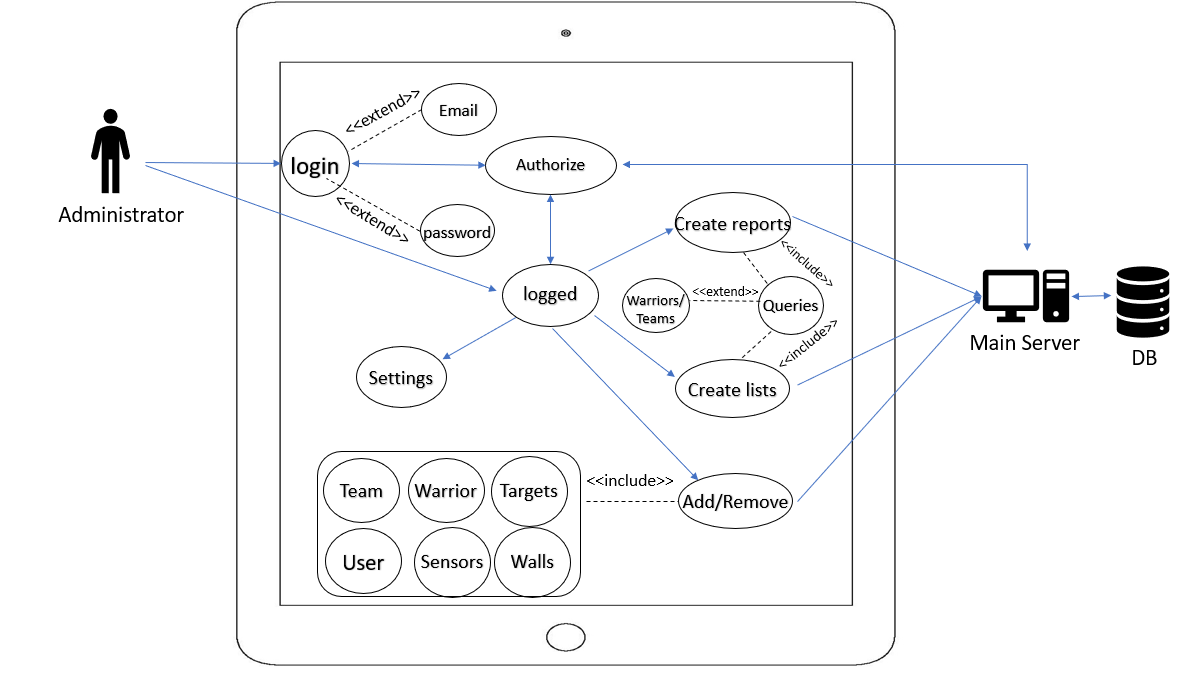 <<extend>>
Email
login
Authorize
Administrator
<<extend>>
password
Create reports
<<include>>
logged
Warriors/
Teams
<<extend>>
Queries
Main Server
DB
<<include>>
Settings
Create lists
Team
Warrior
Targets
<<include>>
Add/Remove
User
Sensors
Walls